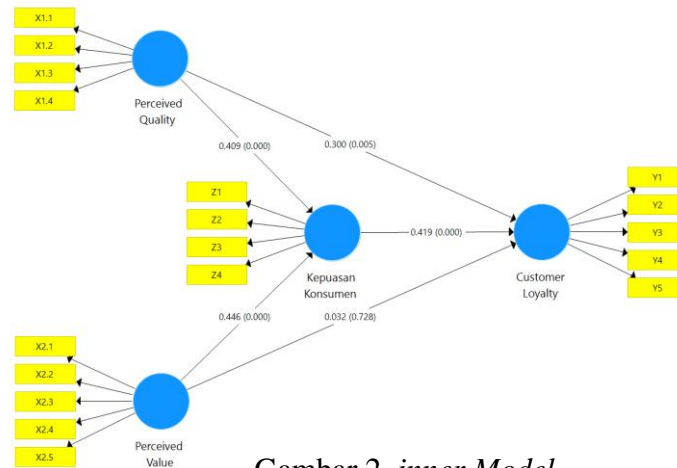 X1.1
X1.2
X1.3
X1.4
Perceived
Quality
0.409 (0.000)
0.300 (0.005)
Z1
Z2
Z3
Z4
Kepuasan
Konsumen
0.419 (0.000)
Y1
Y2
Y3
Y4
Y5
Customer
Loyalty
0.446 (0.000)
0.032 (0.728)
X2.1
X2.2
X2.3
X2.4
X2.5
Perceived
Value
Gambar 2. inner Model